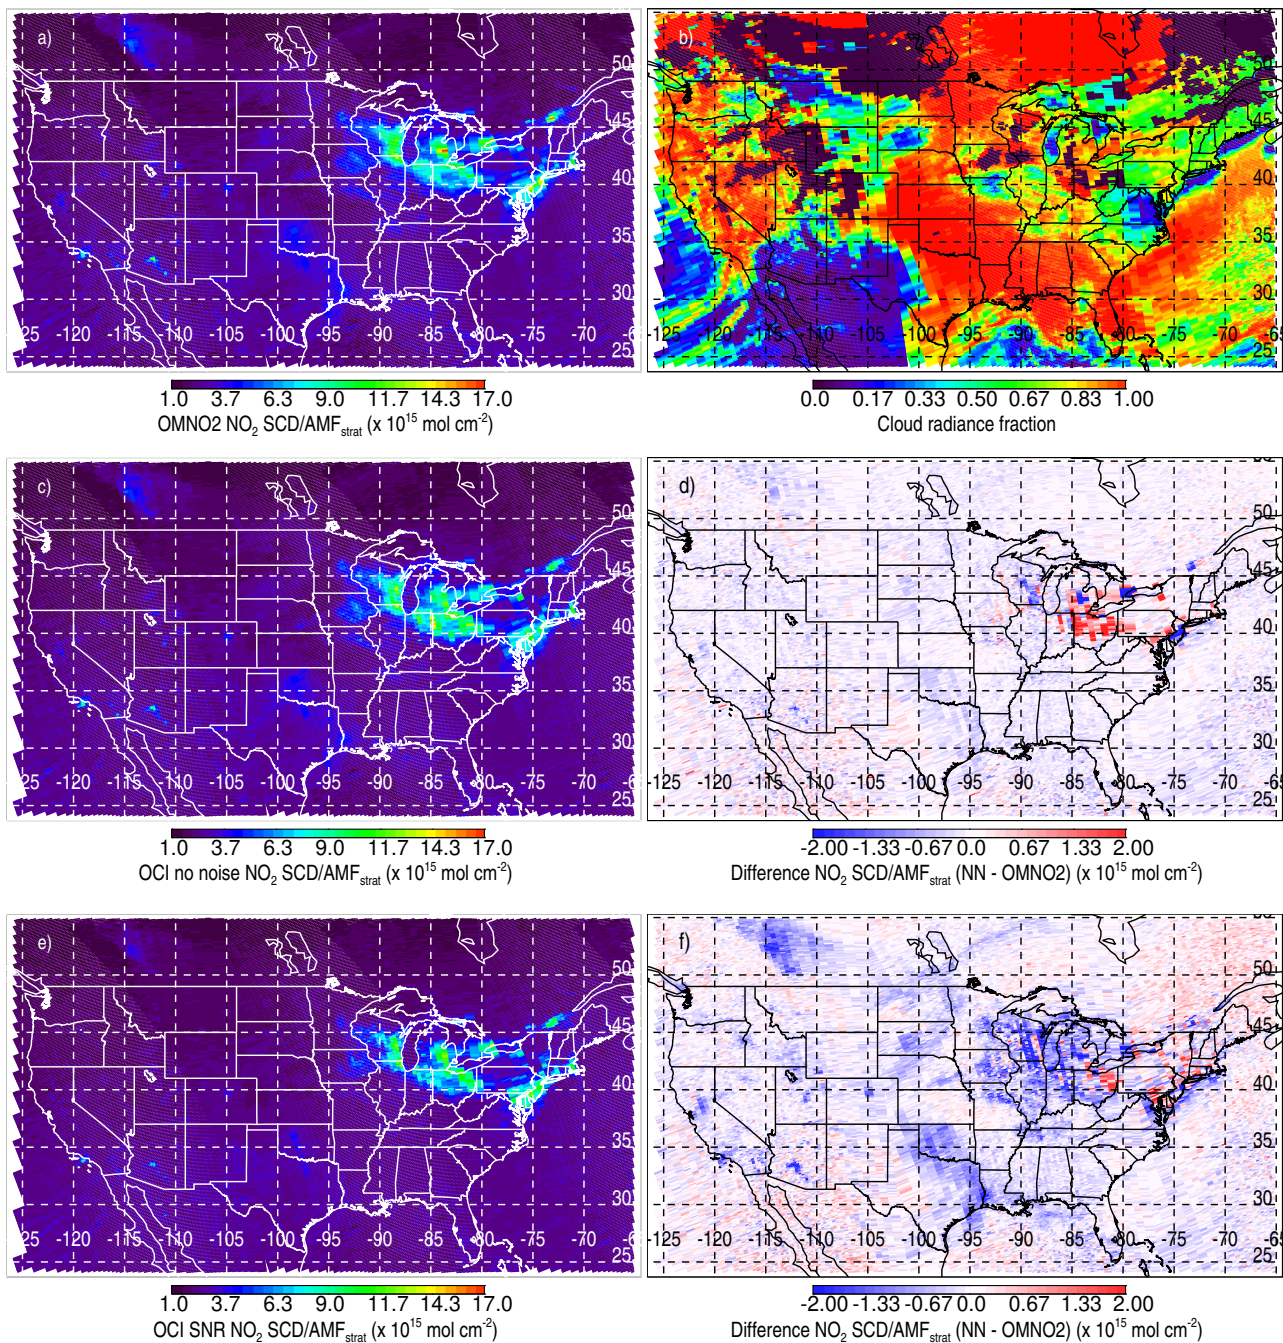 a)
50
45
40
35
30
25
-125 -120 -115 -110 -105 -100 -95 -90 -85 -80 -75 -70 -65
1.0 3.7 6.3 9.0 11.7 14.3 17.0
OMNO2 NO2 SCD/AMFstrat (x 10^15 mol cm^-2)
b)
50
45
40
35
30
25
-125 -120 -115 -110 -105 -100 -95 -90 -85 -80 -75 -70 -65
0.0 0.17 0.33 0.50 0.67 0.83 1.00
Cloud radiance fraction
c)
50
45
40
35
30
25
-125 -120 -115 -110 -105 -100 -95 -90 -85 -80 -75 -70 -65
1.0 3.7 6.3 9.0 11.7 14.3 17.0
OCI no noise NO2 SCD/AMFstrat (x 10^15 mol cm^-2)
d)
50
45
40
35
30
25
-125 -120 -115 -110 -105 -100 -95 -90 -85 -80 -75 -70 -65
-2.00 -1.33 -0.67 0.0 0.67 1.33 2.00
Difference NO2 SCD/AMFstrat (NN - OMNO2) (x 10^15 mol cm^-2)
e)
50
45
40
35
30
25
-125 -120 -115 -110 -105 -100 -95 -90 -85 -80 -75 -70 -65
1.0 3.7 6.3 9.0 11.7 14.3 17.0
OCI SNR NO2 SCD/AMFstrat (x 10^15 mol cm^-2)
f)
50
45
40
35
30
25
-125 -120 -115 -110 -105 -100 -95 -90 -85 -80 -75 -70 -65
-2.00 -1.33 -0.67 0.0 0.67 1.33 2.00
Difference NO2 SCD/AMFstrat (NN - OMNO2) (x 10^15 mol cm^-2)